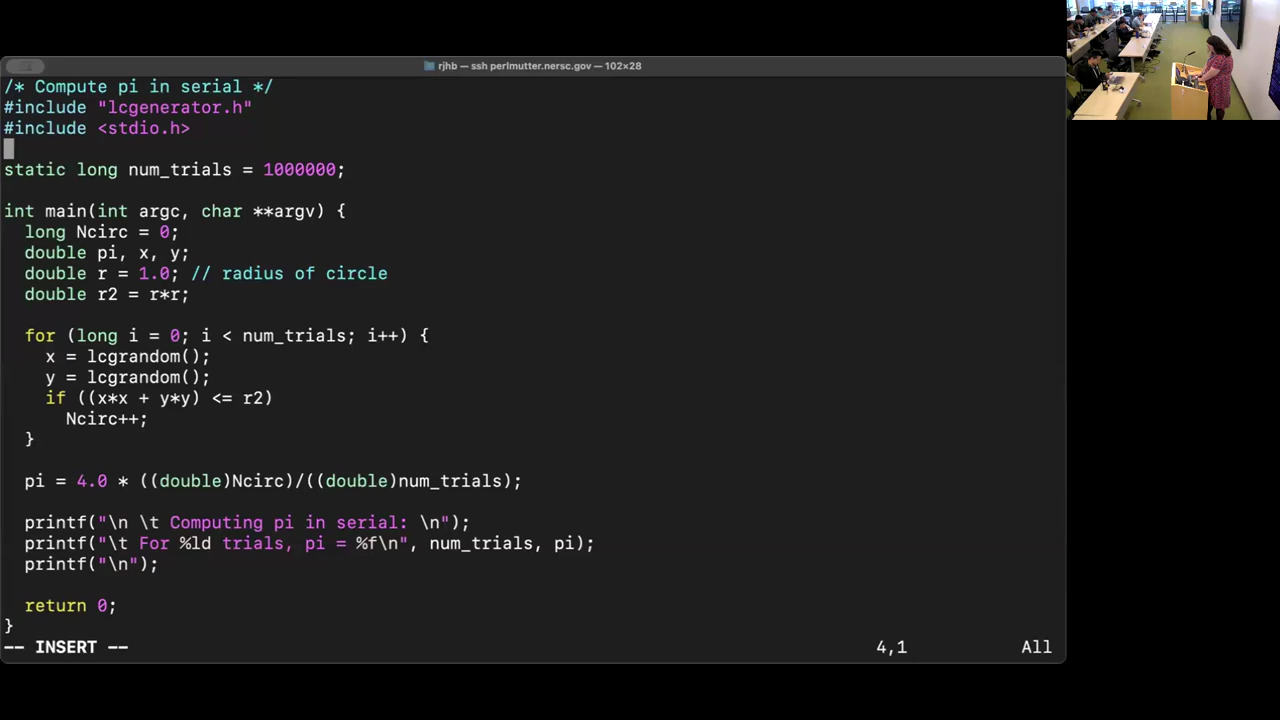 rjhb — ssh perlmutter.nersc.gov — 102×28
/* Compute pi in serial */
#include "lcgenerator.h"
#include <stdio.h>
static long num_trials = 1000000;
int main(int argc, char **argv) {
  long Ncirc = 0;
  double pi, x, y;
  double r = 1.0; // radius of circle
  double r2 = r*r;
  for (long i = 0; i < num_trials; i++) {
    x = lcgrandom();
    y = lcgrandom();
    if ((x*x + y*y) <= r2)
      Ncirc++;
  }
  pi = 4.0 * ((double)Ncirc)/((double)num_trials);
  printf("\n \t Computing pi in serial: \n");
  printf("\t For %ld trials, pi = %f\n", num_trials, pi);
  printf("\n");
  return 0;
}
-- INSERT -- 4,1 All